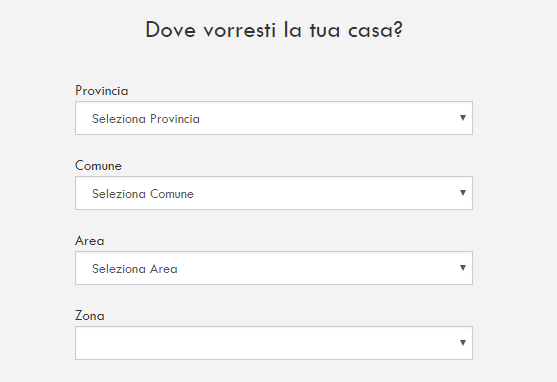 Dove vorresti la tua casa?
Provincia
Seleziona Provincia
Comune
Seleziona Comune
Area
Seleziona Area
Zona